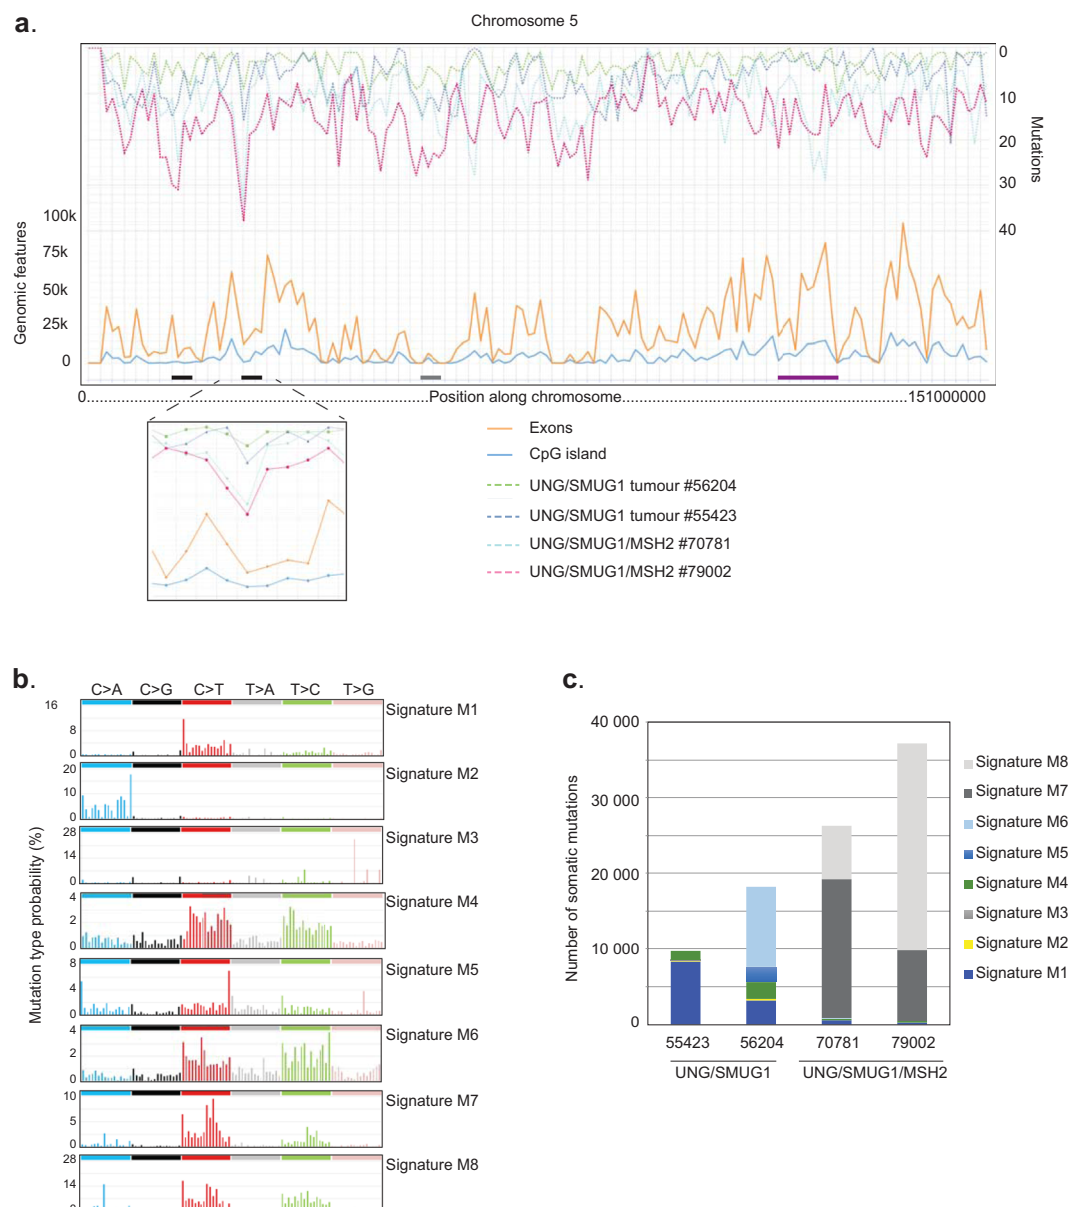 a.
Chromosome 5
Genomic features
100k
75k
50k
25k
0
0
10
20
30
40
Mutations
0 Position along chromosome 151000000
Exons
CpG island
UNG/SMUG1 tumour #56204
UNG/SMUG1 tumour #55423
UNG/SMUG1/MSH2 #70781
UNG/SMUG1/MSH2 #79002
b.
C>A C>G C>T T>A T>C T>G
Mutation type probability (%)
16
8
0
Signature M1
20
10
0
Signature M2
28
14
0
Signature M3
4
2
0
Signature M4
8
4
0
Signature M5
4
2
0
Signature M6
10
5
0
Signature M7
28
14
Signature M8
c.
Number of somatic mutations
40 000
30 000
20 000
10 000
0
55423 56204 70781 79002
UNG/SMUG1 UNG/SMUG1/MSH2
Signature M8
Signature M7
Signature M6
Signature M5
Signature M4
Signature M3
Signature M2
Signature M1